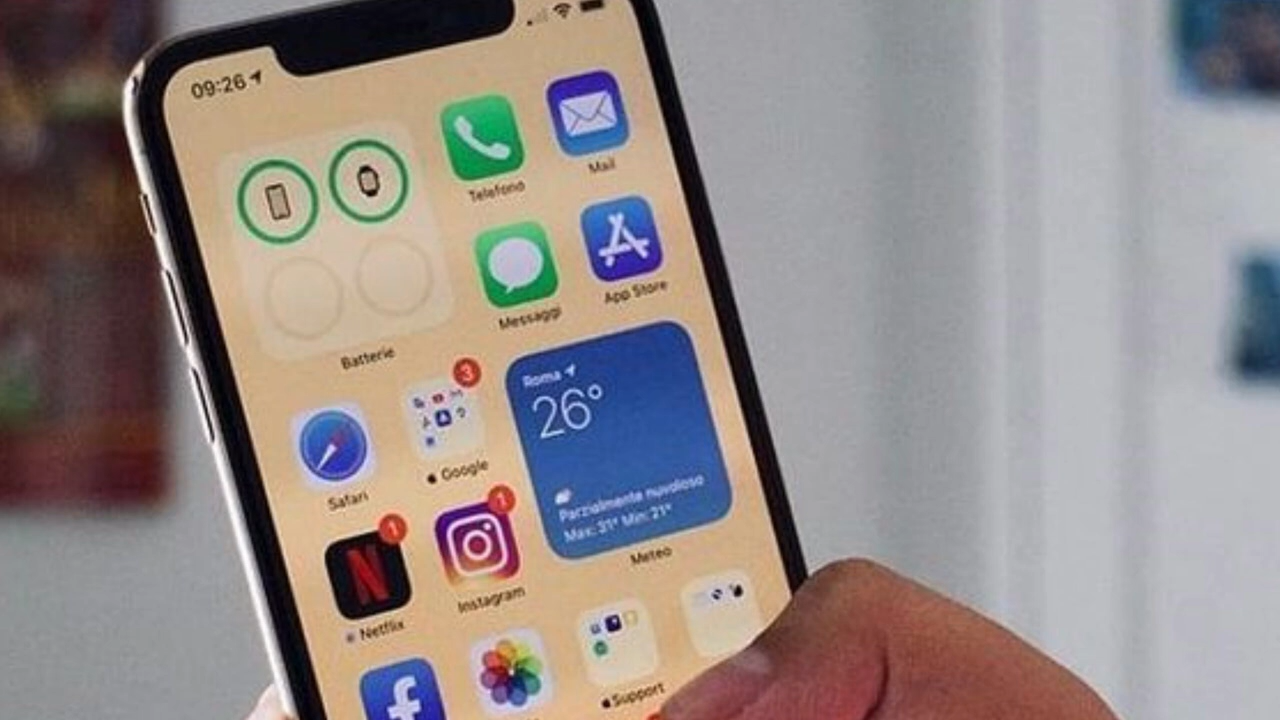 09:26
Telefono
Mail
Messaggi
App Store
Batterie
3
Roma
26°
Parzialmente nuvoloso
Max: 31° Min: 21°
Meteo
Safari
Google
1
1
N
Netflix
Instagram
f
Support